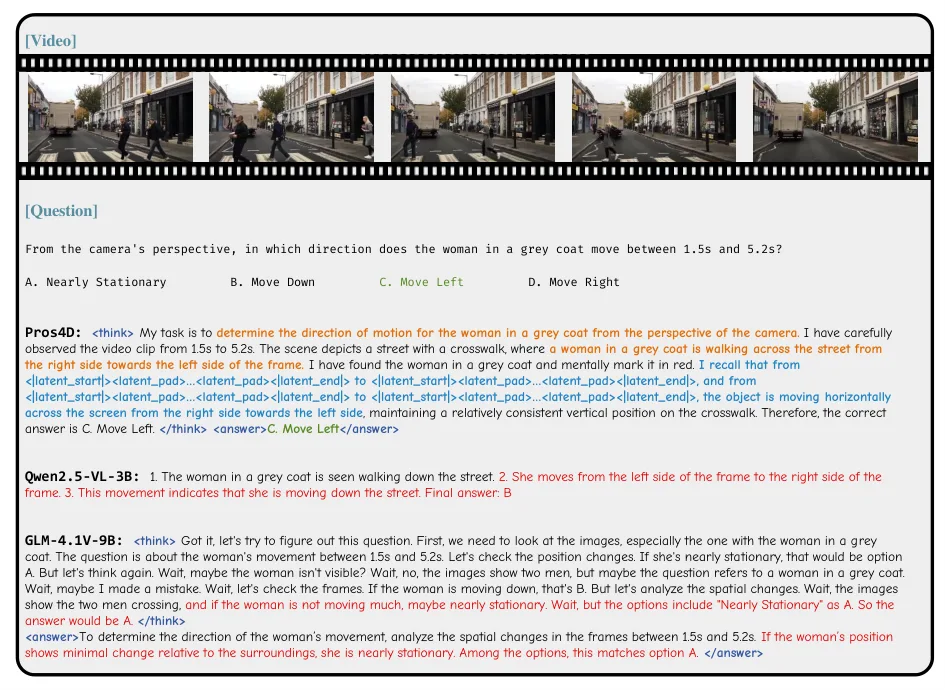 [Video]
[Question]
From the camera's perspective, in which direction does the woman in a grey coat move between 1.5s and 5.2s?
A. Nearly Stationary B. Move Down C. Move Left D. Move Right
Pros4D: <think> My task is to determine the direction of motion for the woman in a grey coat from the perspective of the camera. I have carefully
observed the video clip from 1.5s to 5.2s. The scene depicts a street with a crosswalk, where a woman in a grey coat is walking across the street from
the right side towards the left side of the frame. I have found the woman and mentally mark it in red. I recall that from
<|latent_start|><latent_pad>...<latent_pad><|latent_end|> to <|latent_start|><latent_pad>...<latent_pad><|latent_end|>, and from
<|latent_start|><latent_pad>...<latent_pad><|latent_end|> to <|latent_start|><latent_pad>...<latent_pad><|latent_end|>, the object is moving horizontally
across the screen from the right side towards the left side, maintaining a relatively consistent vertical position on the crosswalk. Therefore, the correct
answer is C. Move Left. </think> <answer>C. Move Left</answer>
Qwen2.5-VL-3B: 1. The woman in a grey coat is seen walking down the street. 2. She moves from the left side of the frame to the right side of the
frame. 3. This movement indicates that she is moving down the street. Final answer: B
GLM-4.1V-9B: <think> Got it, let's try to figure out this question. First, we need to look at the images, especially the one with the woman in a grey
coat. The question is about the woman's movement between 1.5s and 5.2s. Let's check the position changes. If she's nearly stationary, that would be option
A. But let's think again. Wait, maybe the woman isn't visible? Wait, no, the images show two men, but maybe the question refers to a woman in a grey coat.
Wait, maybe I made a mistake. Wait, let's check the frames. If the woman is moving down, that's B. But let's analyze the spatial changes. Wait, the images
show the two men crossing, and if the woman is not moving much, maybe nearly stationary. Wait, but the options include "Nearly Stationary" as A. So the
answer would be A. </think>
<answer>To determine the direction of the woman's movement, analyze the spatial changes in the frames between 1.5s and 5.2s. If the woman's position
shows minimal change relative to the surroundings, she is nearly stationary. Among the options, this matches option A. </answer>